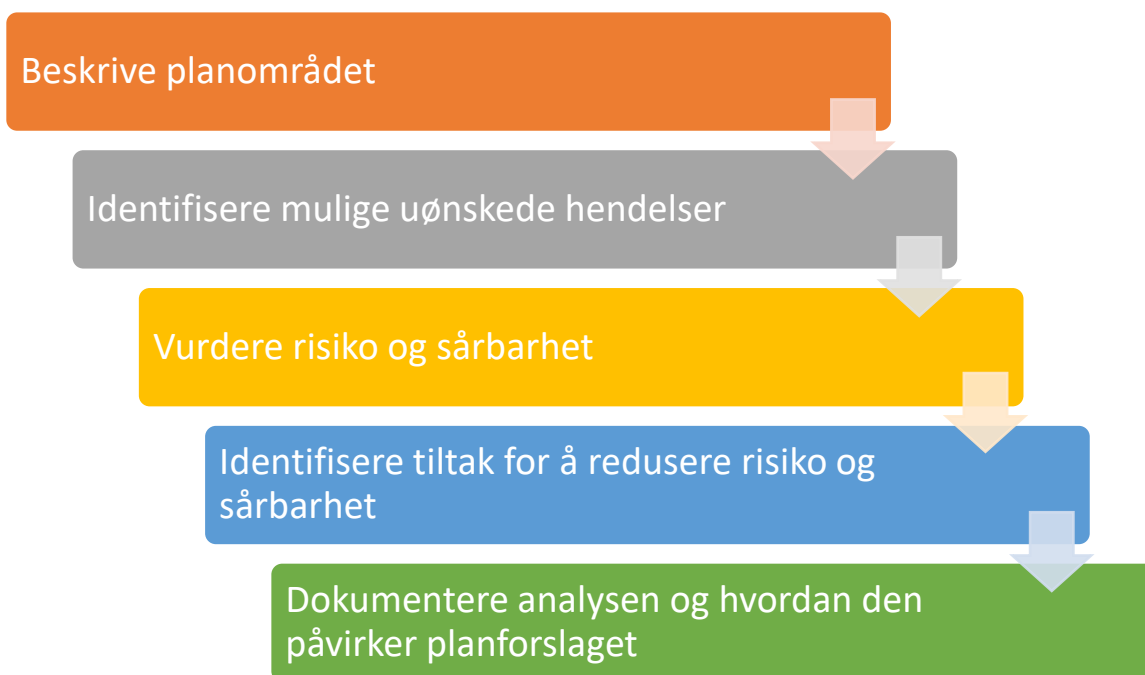 Beskrive planområdet
Identifisere mulige uønskede hendelser
Vurdere risiko og sårbarhet
Identifisere tiltak for å redusere risiko og
sårbarhet
Dokumentere analysen og hvordan den
påvirker planforslaget